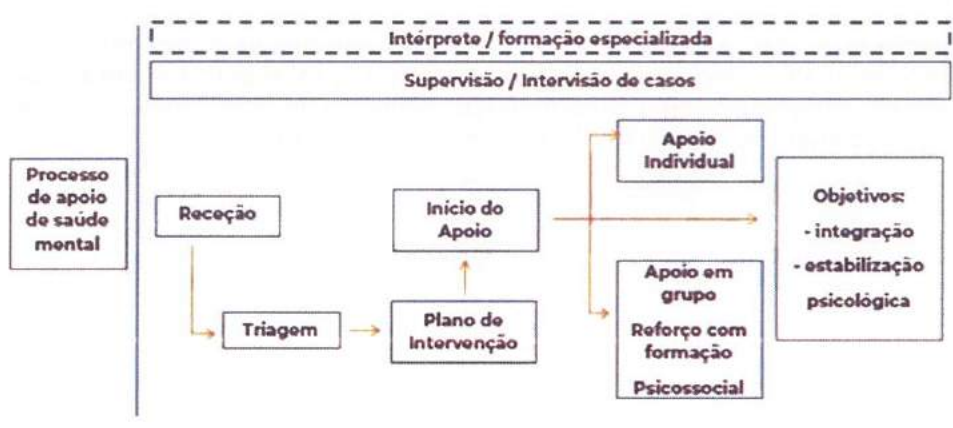 Intérprete / formação especializada
Supervisão / Intervisão de casos
Processo
de apoio
de saúde
mental
Receção
Triagem
Plano de
Intervenção
Início do
Apoio
Apoio
Individual
Apoio em
grupo
Reforço com
formação
Psicossocial
Objetivos:
- integração
- estabilização
psicológica